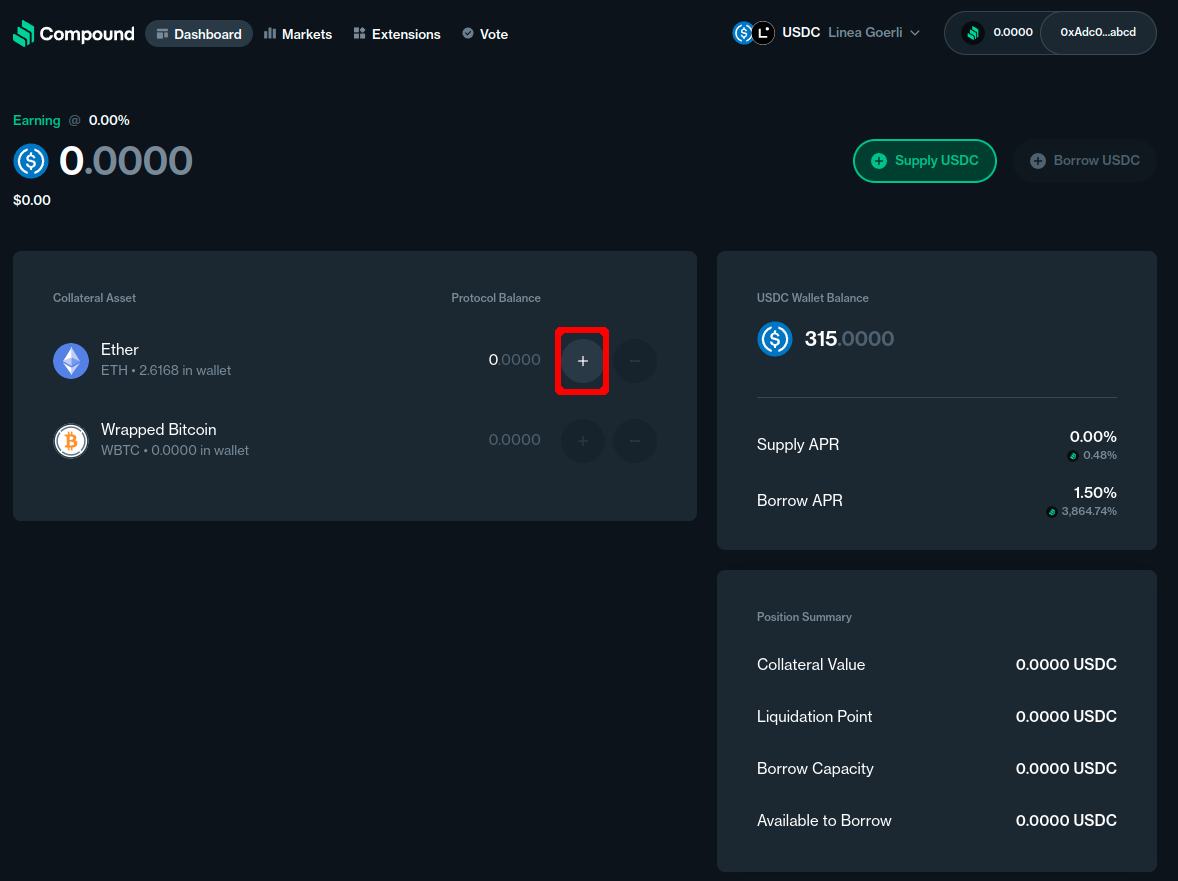 Compound Dashboard Markets Extensions Vote USDC Linea Goerli 0.0000 0xAdc0...abcd
Earning @ 0.00%
0.0000
$0.00
Supply USDC Borrow USDC
Collateral Asset Protocol Balance
Ether
ETH • 2.6168 in wallet
0.0000 + −
Wrapped Bitcoin
WBTC • 0.0000 in wallet
0.0000 + −
USDC Wallet Balance
315.0000
Supply APR 0.00%
0.48%
Borrow APR 1.50%
3,864.74%
Position Summary
Collateral Value 0.0000 USDC
Liquidation Point 0.0000 USDC
Borrow Capacity 0.0000 USDC
Available to Borrow 0.0000 USDC